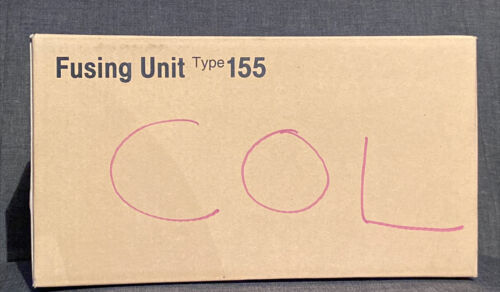 Fusing Unit Type 155
COL